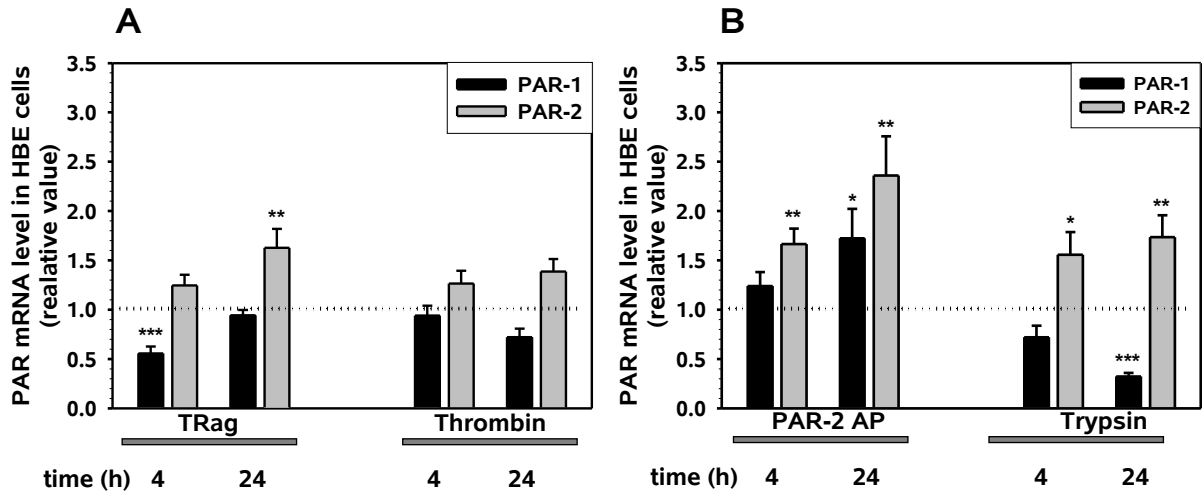 A
PAR mRNA level in HBE cells
(realative value)
3.5
3.0
2.5
2.0
1.5
1.0
0.5
0.0
PAR-1
PAR-2
***
**
TRag
Thrombin
time (h) 4 24 4 24
B
PAR mRNA level in HBE cells
(realative value)
3.5
3.0
2.5
2.0
1.5
1.0
0.5
0.0
PAR-1
PAR-2
**
*
**
*
***
**
PAR-2 AP
Trypsin
4 24 4 24